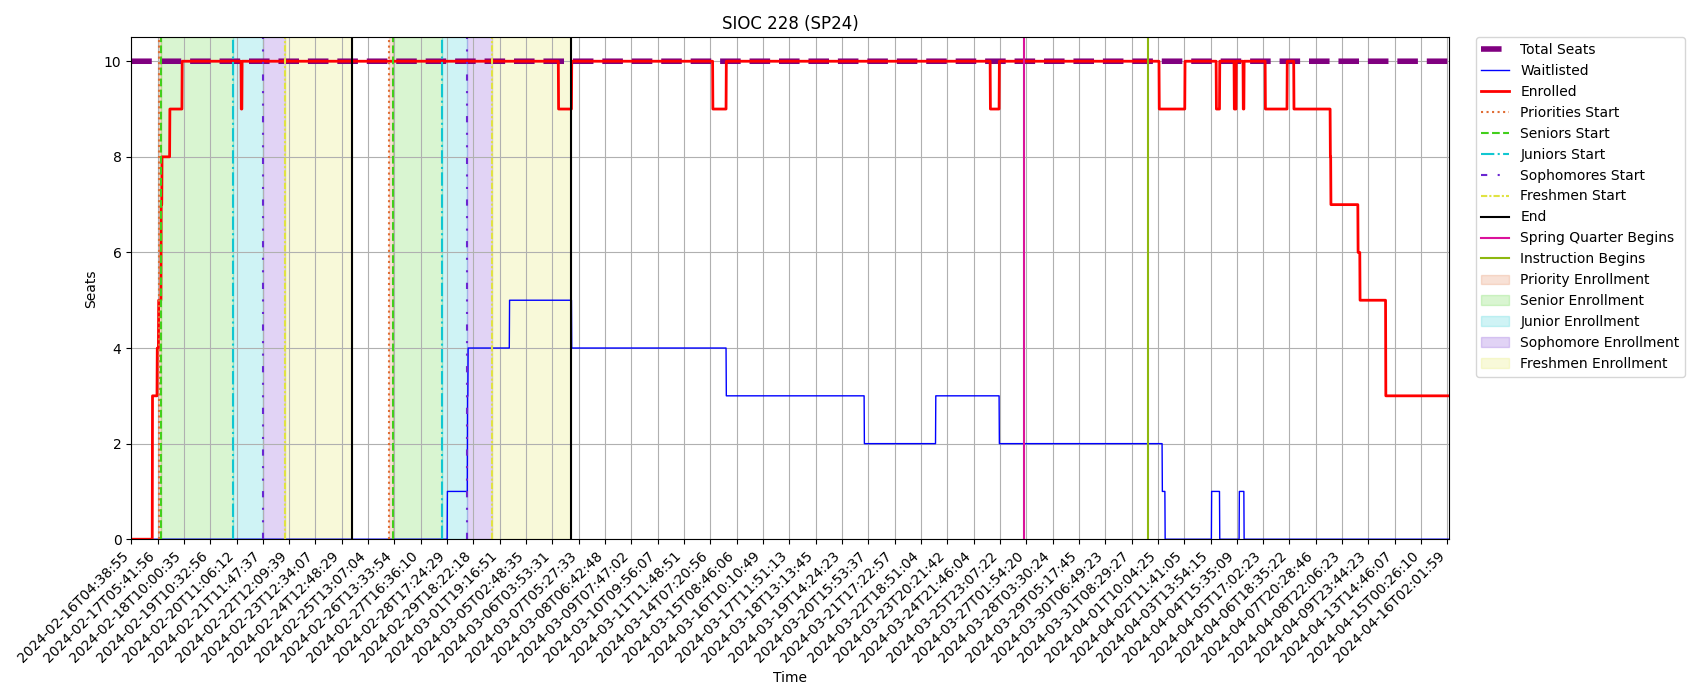 SIOC 228 (SP24)
Seats
10
8
6
4
2
0
2024-02-16T04:38:55
2024-02-17T05:41:56
2024-02-18T10:00:35
2024-02-19T10:32:56
2024-02-20T11:06:12
2024-02-21T11:47:37
2024-02-22T12:09:39
2024-02-23T12:34:07
2024-02-24T12:48:29
2024-02-25T13:07:04
2024-02-26T13:33:54
2024-02-27T16:36:10
2024-02-28T17:24:29
2024-02-29T18:22:18
2024-03-01T19:16:51
2024-03-05T02:48:35
2024-03-06T03:53:31
2024-03-07T05:27:33
2024-03-08T06:42:48
2024-03-09T07:47:02
2024-03-10T09:56:07
2024-03-11T11:48:51
2024-03-14T07:20:56
2024-03-15T08:46:06
2024-03-16T10:10:49
2024-03-17T11:51:13
2024-03-18T13:13:45
2024-03-19T14:24:23
2024-03-20T15:53:37
2024-03-21T17:22:57
2024-03-22T18:51:04
2024-03-23T20:21:42
2024-03-24T21:46:04
2024-03-25T23:07:22
2024-03-27T01:54:20
2024-03-28T03:30:24
2024-03-29T05:17:45
2024-03-30T06:49:23
2024-03-31T08:29:27
2024-04-01T10:04:25
2024-04-02T11:41:05
2024-04-03T13:54:15
2024-04-04T15:35:09
2024-04-05T17:02:23
2024-04-06T18:35:22
2024-04-07T20:28:46
2024-04-08T22:06:23
2024-04-09T23:44:23
2024-04-13T14:46:07
2024-04-15T00:26:10
2024-04-16T02:01:59
Time
Total Seats
Waitlisted
Enrolled
Priorities Start
Seniors Start
Juniors Start
Sophomores Start
Freshmen Start
End
Spring Quarter Begins
Instruction Begins
Priority Enrollment
Senior Enrollment
Junior Enrollment
Sophomore Enrollment
Freshmen Enrollment